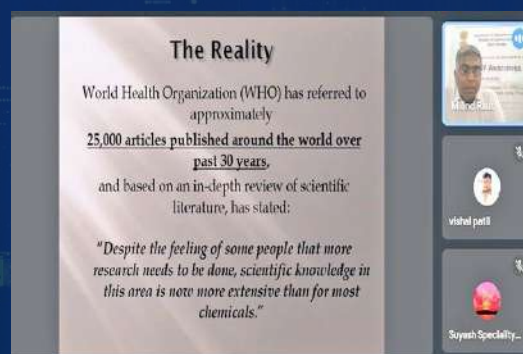 The Reality
World Health Organization (WHO) has referred to
approximately
25,000 articles published around the world over
past 30 years,
and based on an in-depth review of scientific
literature, has stated:
"Despite the feeling of some people that more
research needs to be done, scientific knowledge in
this area is now more extensive than for most
chemicals."
vishal patil
Suyash Speciality...